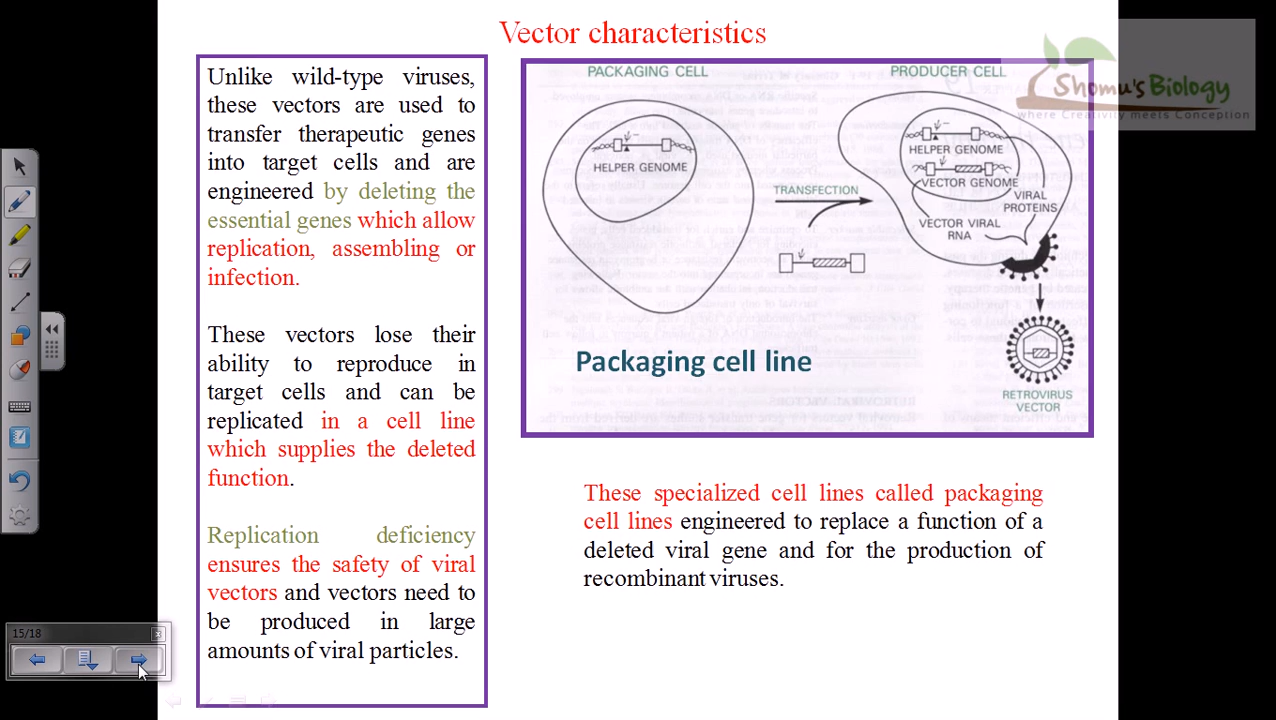 Vector characteristics
Shomu's Biology
where Creativity meets Conception
Unlike wild-type viruses,
these vectors are used to
transfer therapeutic genes
into target cells and are
engineered by deleting the
essential genes which allow
replication, assembling or
infection.
These vectors lose their
ability to reproduce in
target cells and can be
replicated in a cell line
which supplies the deleted
function.
Replication deficiency
ensures the safety of viral
vectors and vectors need to
be produced in large
amounts of viral particles.
PACKAGING CELL
PRODUCER CELL
HELPER GENOME
TRANSFECTION
HELPER GENOME
VECTOR GENOME
VIRAL
PROTEINS
VECTOR VIRAL
RNA
Packaging cell line
RETROVIRUS
VECTOR
These specialized cell lines called packaging
cell lines engineered to replace a function of a
deleted viral gene and for the production of
recombinant viruses.
15/18